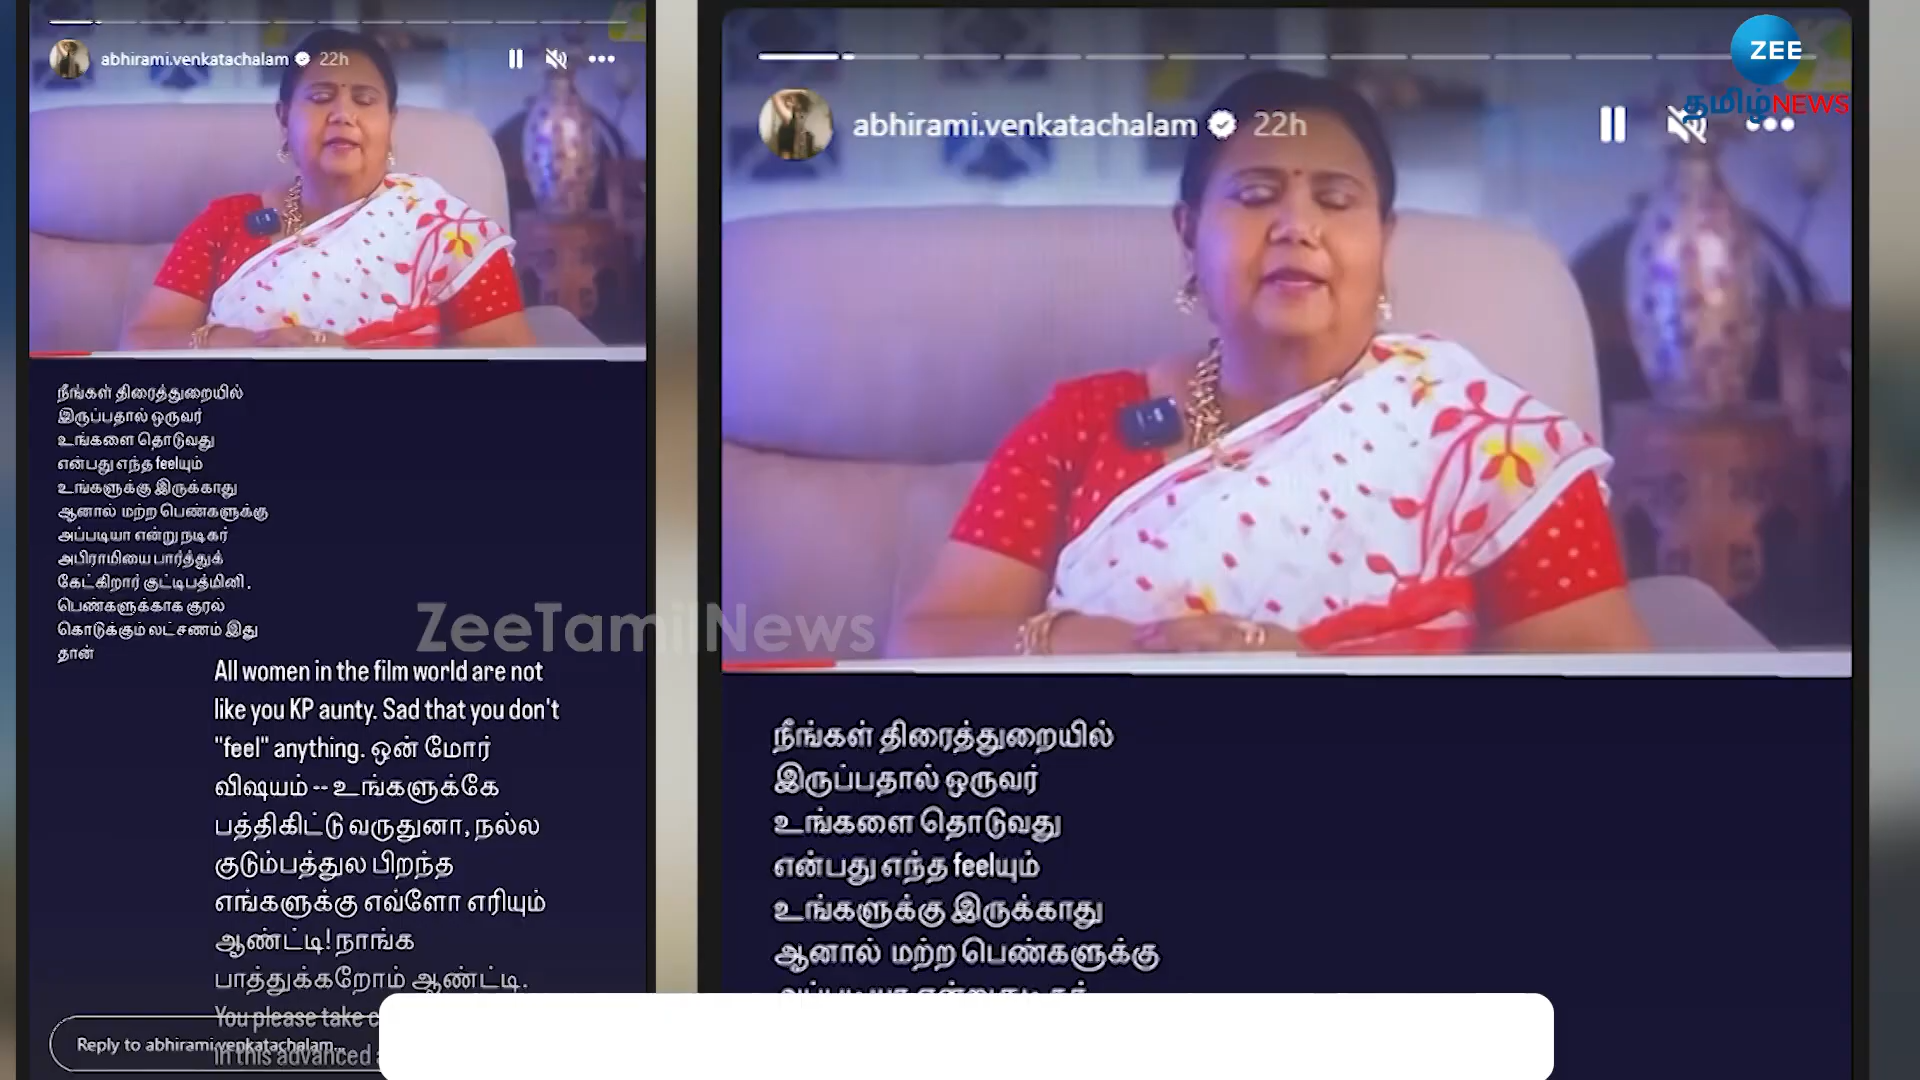 abhirami.venkatachalam 22h
நீங்கள் திரைத்துறையில்
இருப்பதால் ஒருவர்
உங்களை தொடுவது
என்பது எந்த feelயும்
உங்களுக்கு இருக்காது
ஆனால் மற்ற பெண்களுக்கு
அப்படியா என்று நடிகர்
அபிராமியை பார்த்துக்
கேட்கிறார் குட்டிபத்மினி.
பெண்களுக்காக குரல்
கொடுக்கும் லட்சணம் இது
தான்
All women in the film world are not
like you KP aunty. Sad that you don't
"feel" anything. ஒன் மோர்
விஷயம் -- உங்களுக்கே
பத்திகிட்டு வருதுனா, நல்ல
குடும்பத்துல பிறந்த
எங்களுக்கு எவ்ளோ எரியும்
ஆண்ட்டி! நாங்க
பாத்துக்கறோம் ஆண்ட்டி.
You please take
Reply to abhirami.venkatachalam...
in this advanced
ZeeTamilNews
ZEE
தமிழ் NEWS
abhirami.venkatachalam 22h
நீங்கள் திரைத்துறையில்
இருப்பதால் ஒருவர்
உங்களை தொடுவது
என்பது எந்த feelயும்
உங்களுக்கு இருக்காது
ஆனால் மற்ற பெண்களுக்கு